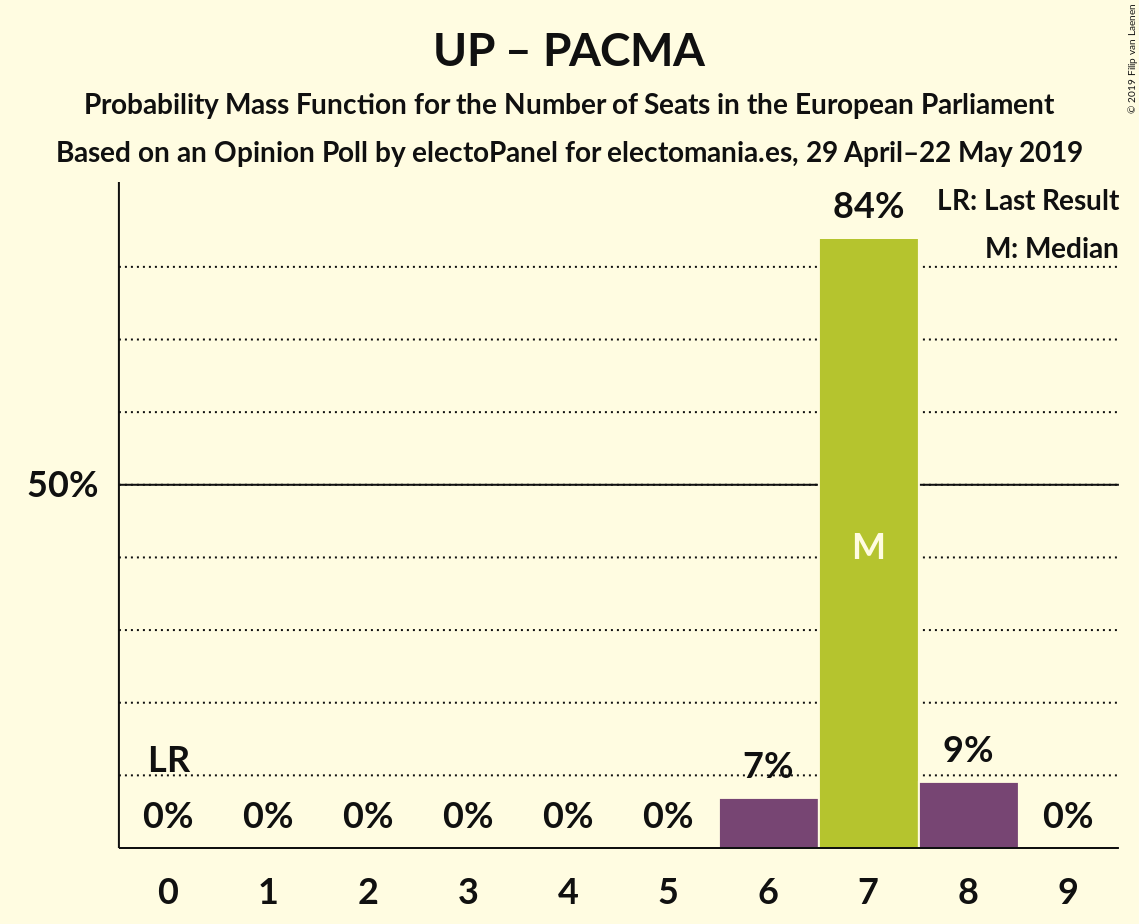 UP – PACMA
Probability Mass Function for the Number of Seats in the European Parliament
Based on an Opinion Poll by electoPanel for electomania.es, 29 April–22 May 2019
© 2019 Filip van Laenen
LR: Last Result
M: Median
84%
50%
M
LR
7%
9%
0% 0% 0% 0% 0% 0% 0%
0 1 2 3 4 5 6 7 8 9